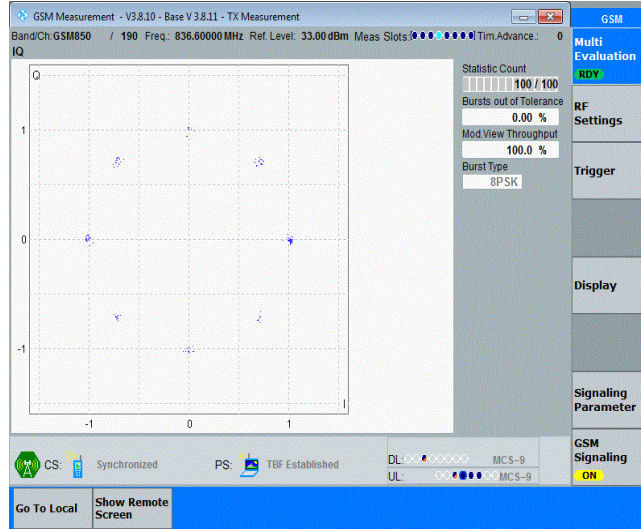 GSM Measurement - V3.8.10 - Base V 3.8.11 - TX Measurement
GSM
Band/Ch:GSM850 / 190 Freq.: 836.60000 MHz Ref. Level: 33.00 dBm Meas Slots: Tim.Advance.: 0
IQ
Multi
Evaluation
RDY
Q
Statistic Count
100 / 100
Bursts out of Tolerance
0.00 %
Mod.View Throughput
100.0 %
Burst Type
8PSK
1
0
-1
-1
0
1
I
RF
Settings
Trigger
Display
Signaling
Parameter
GSM
Signaling
ON
CS: Synchronized
PS: TBF Established
DL: MCS-9
UL: MCS-9
Go To Local
Show Remote
Screen